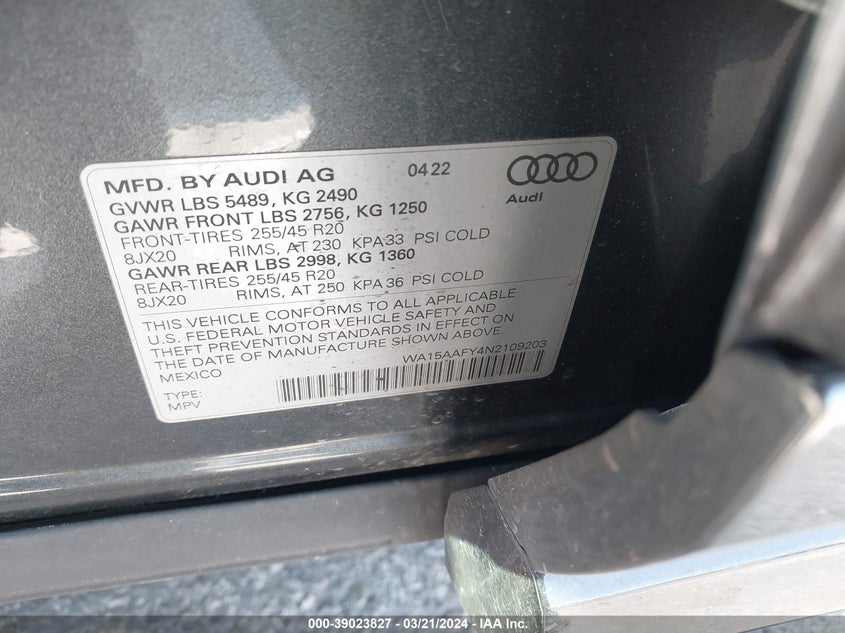 MFD. BY AUDI AG 04 22
Audi
GVWR LBS 5489, KG 2490
GAWR FRONT LBS 2756, KG 1250
FRONT-TIRES 255/45 R20
8JX20 RIMS, AT 230 KPA 33 PSI COLD
GAWR REAR LBS 2998, KG 1360
REAR-TIRES 255/45 R20
8JX20 RIMS, AT 250 KPA 36 PSI COLD
THIS VEHICLE CONFORMS TO ALL APPLICABLE
U.S. FEDERAL MOTOR VEHICLE SAFETY AND
THEFT PREVENTION STANDARDS IN EFFECT ON
THE DATE OF MANUFACTURE SHOWN ABOVE.
MEXICO WA15AAFY4N2109203
TYPE:
MPV
000-39023827 - 03/21/2024 - IAA Inc.